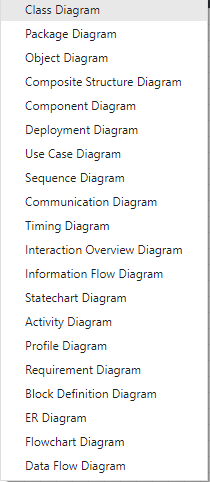 Class Diagram
Package Diagram
Object Diagram
Composite Structure Diagram
Component Diagram
Deployment Diagram
Use Case Diagram
Sequence Diagram
Communication Diagram
Timing Diagram
Interaction Overview Diagram
Information Flow Diagram
Statechart Diagram
Activity Diagram
Profile Diagram
Requirement Diagram
Block Definition Diagram
ER Diagram
Flowchart Diagram
Data Flow Diagram